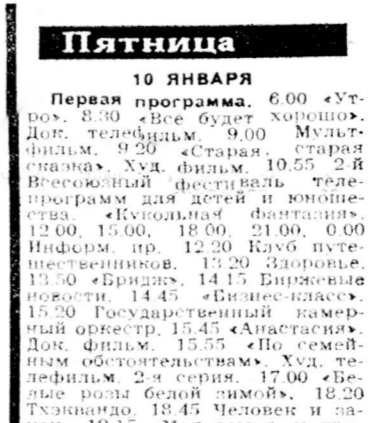 Пятница
10 ЯНВАРЯ
Первая программа. 6.00 «Ут-
ро». 8.30 «Все будет хорошо».
Док. телефильм. 9.00 Мульт-
фильм. 9.20 «Старая, старая
сказка». Худ. фильм. 10.55 2-й
Всесоюзный фестиваль теле-
программ для детей и юноше-
ства. «Кукольная фантазия».
12.00, 15.00, 18.00, 21.00, 0.00
Информ. пр. 12.20 Клуб путе-
шественников. 13.20 Здоровье.
13.50 «Бридж». 14.15 Биржевые
новости. 14.45 «Бизнес-класс».
15.20 Государственный камер-
ный оркестр. 15.45 «Анастасия».
Док. фильм. 15.55 «По семей-
ным обстоятельствам». Худ. те-
лефильм. 2-я серия. 17.00 «Бе-
лые розы белой зимой». 18.20
Тхэквандо. 18.45 Человек и за-